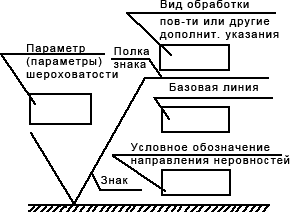 Вид обработки
пов-ти или другие
дополнит. указания
Параметр
(параметры)
шероховатости
Полка
знака
Базовая линия
Условное обозначение
направления неровностей
Знак